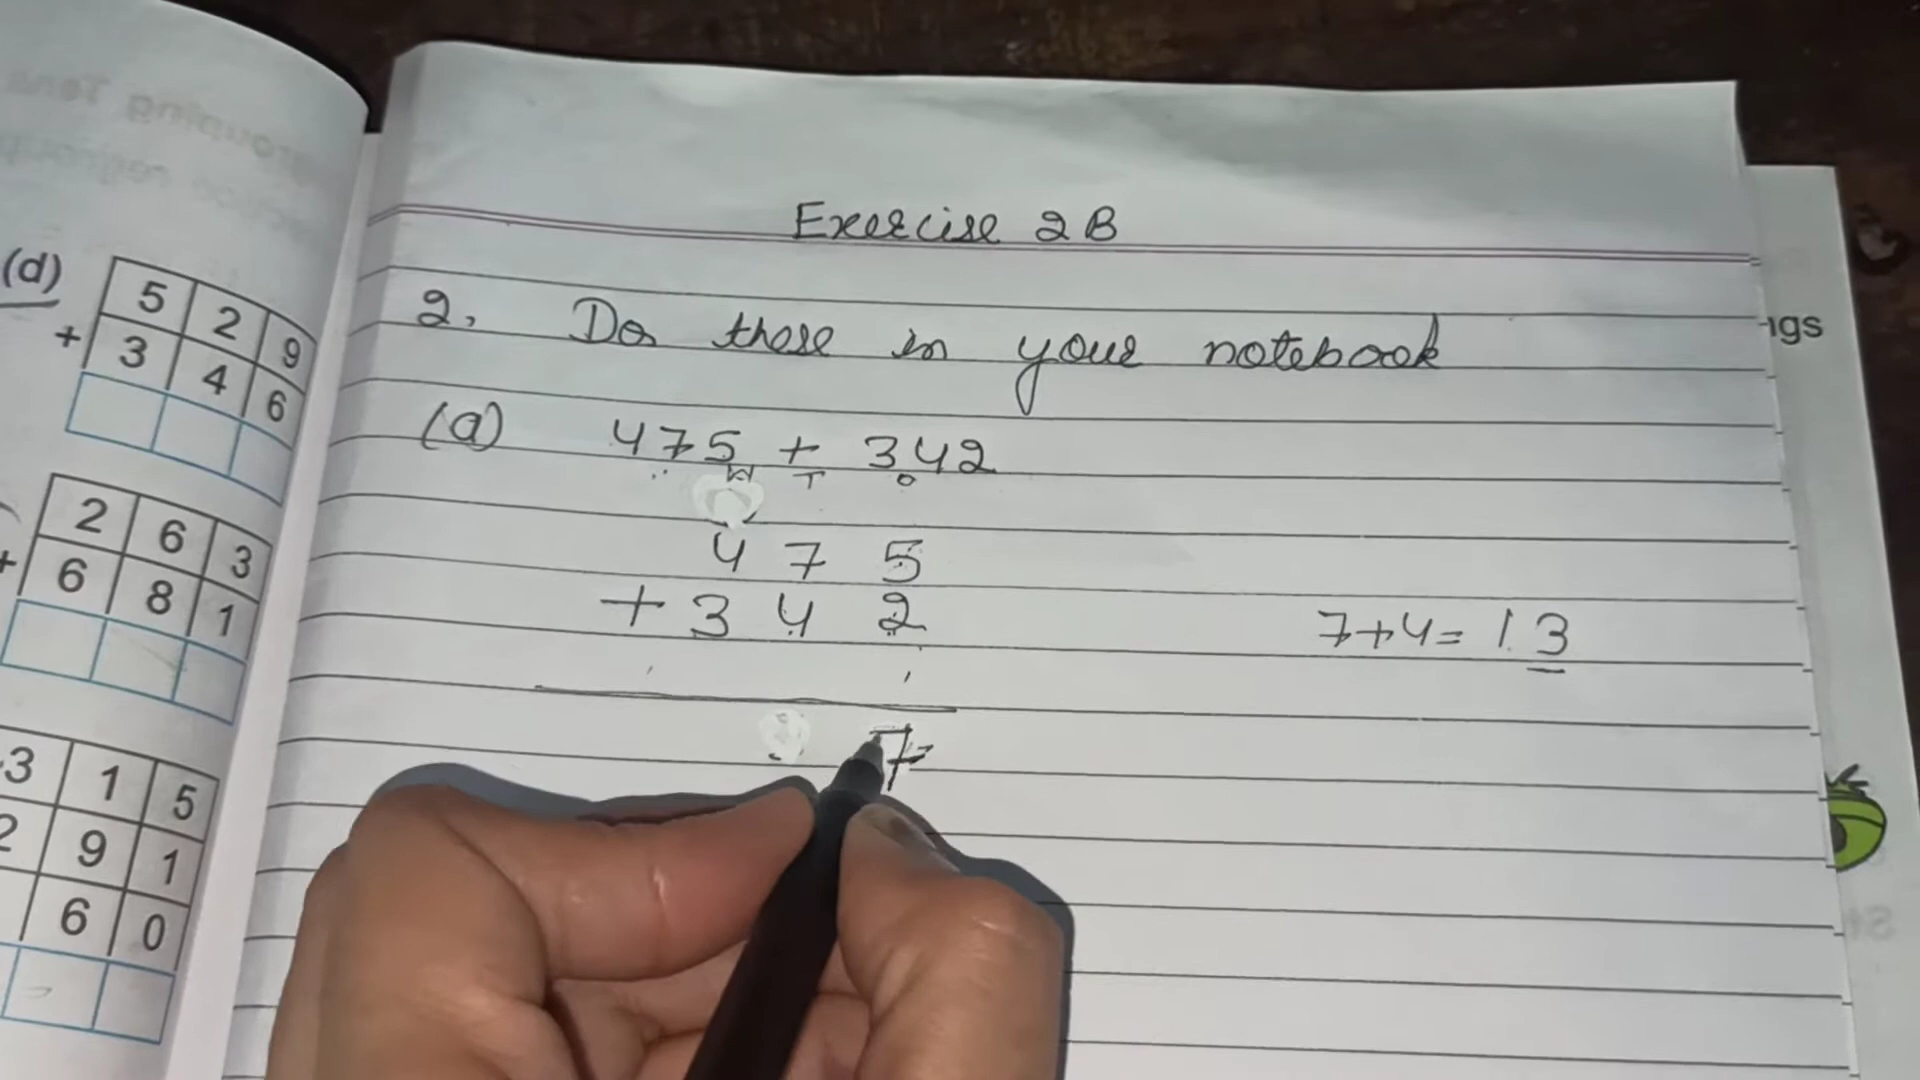 (d)
5 2 9
+ 3 4 6
2 6 3
+ 6 8 1
3 1 5
2 9 1
6 0
Exercise 2B
2. Do these in your notebook
(a) 475 + 342
T O
4 7 5
+ 3 4 2
7+4= 13
7
ngs